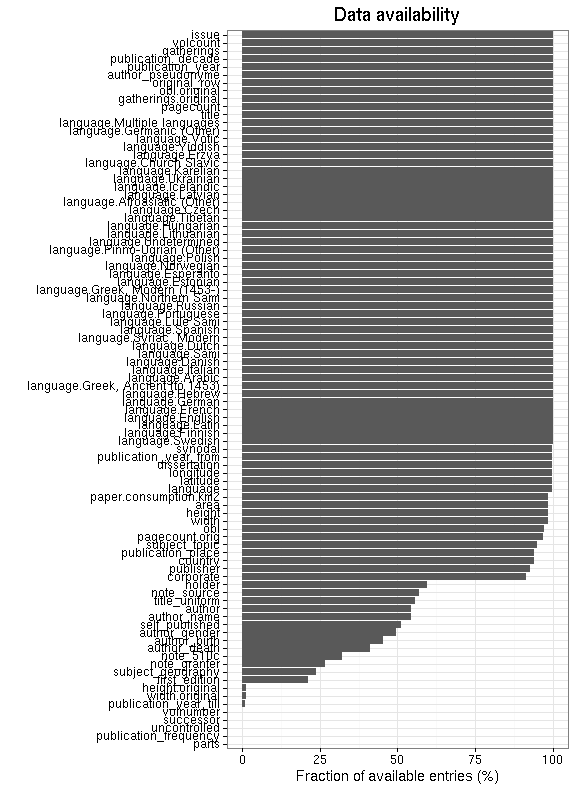 Data availability
issue
volcount
gatherings
publication_decade
publication_year
author_pseudonyme
original_row
obl.original
gatherings.original
pagecount
title
language.Multiple languages
language.Germanic (Other)
language.Votic
language.Yiddish
language.Erzya
language.Church Slavic
language.Karelian
language.Ukrainian
language.Icelandic
language.Latvian
language.Afroasiatic (Other)
language.Czech
language.Tibetan
language.Hungarian
language.Lithuanian
language.Undetermined
language.Finno-Ugrian (Other)
language.Polish
language.Norwegian
language.Esperanto
language.Estonian
language.Greek, Modern (1453-)
language.Northern Sami
language.Russian
language.Portuguese
language.Lule Sami
language.Spanish
language.Syriac, Modern
language.Dutch
language.Sami
language.Danish
language.Italian
language.Arabic
language.Greek, Ancient (to 1453)
language.Hebrew
language.German
language.French
language.English
language.Latin
language.Finnish
language.Swedish
synodal
publication_year_from
dissertation
longitude
latitude
language
paper.consumption.km2
area
height
width
obl
pagecount.orig
subject_topic
publication_place
country
publisher
corporate
holder
note_source
title_uniform
author
author_name
self_published
author_gender
author_birth
author_death
note_510c
note_granter
subject_geography
first_edition
height.original
width.original
publication_year_till
volnumber
successor
uncontrolled
publication_frequency
parts
0 25 50 75 100
Fraction of available entries (%)